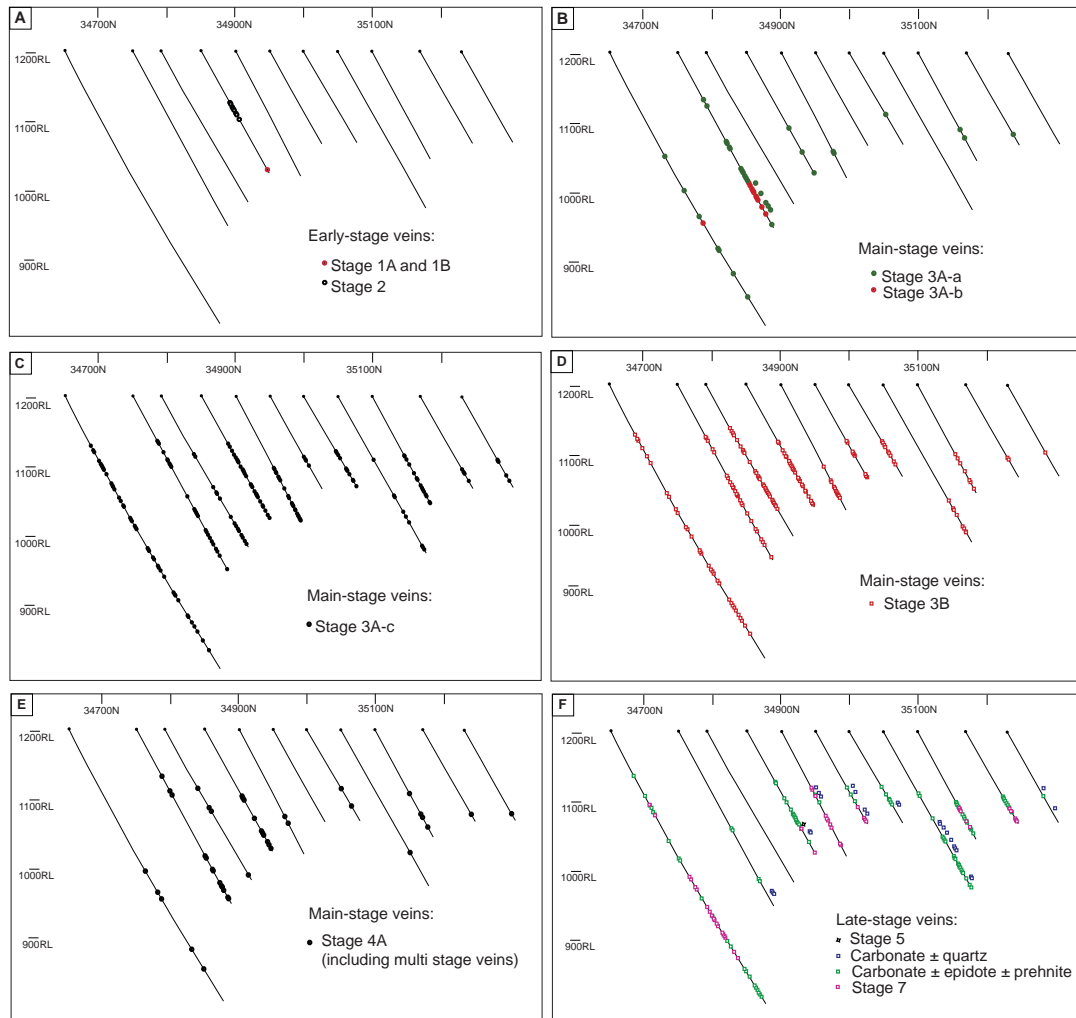 A
34700N 34900N 35100N
1200RL
1100RL
1000RL
900RL
Early-stage veins:
Stage 1A and 1B
Stage 2
B
34700N 34900N 35100N
1200RL
1100RL
1000RL
900RL
Main-stage veins:
Stage 3A-a
Stage 3A-b
C
34700N 34900N 35100N
1200RL
1100RL
1000RL
900RL
Main-stage veins:
Stage 3A-c
D
34700N 34900N 35100N
1200RL
1100RL
1000RL
900RL
Main-stage veins:
Stage 3B
E
34700N 34900N 35100N
1200RL
1100RL
1000RL
900RL
Main-stage veins:
Stage 4A
(including multi stage veins)
F
34700N 34900N 35100N
1200RL
1100RL
1000RL
900RL
Late-stage veins:
Stage 5
Carbonate ± quartz
Carbonate ± epidote ± prehnite
Stage 7